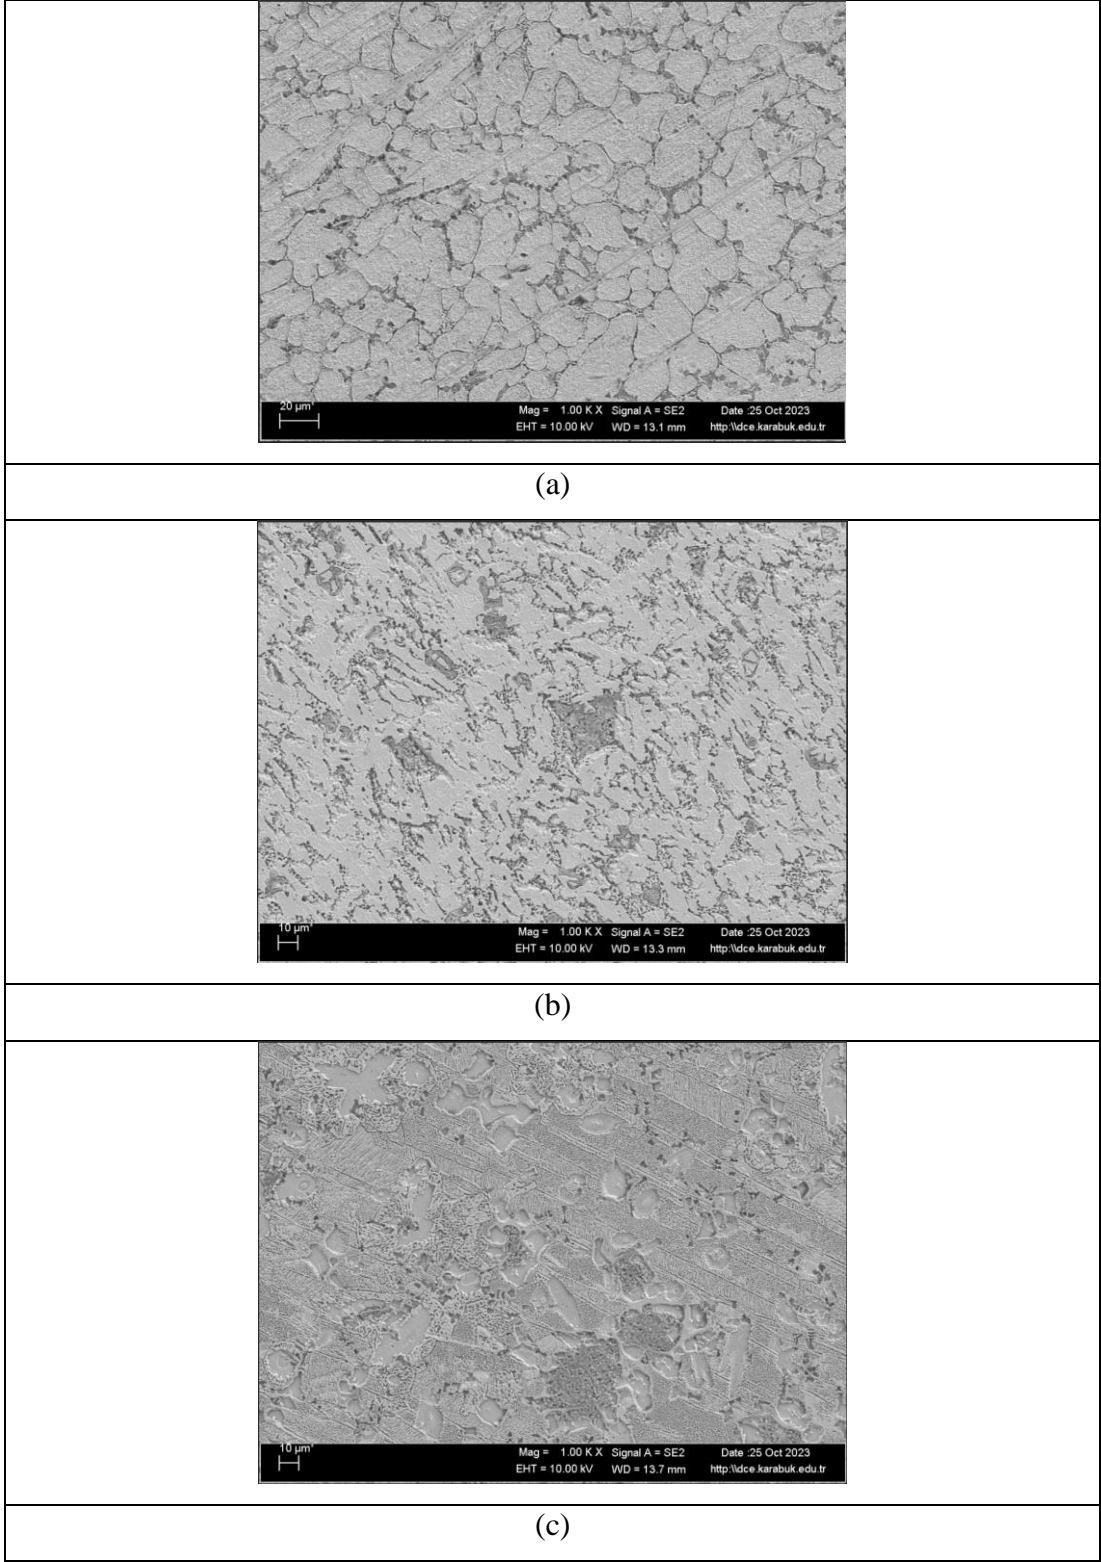 20 µm
Mag = 1.00 K X Signal A = SE2 Date :25 Oct 2023
EHT = 10.00 kV WD = 13.1 mm http:\\dce.karabuk.edu.tr
(a)
10 µm
Mag = 1.00 K X Signal A = SE2 Date :25 Oct 2023
EHT = 10.00 kV WD = 13.3 mm http:\\dce.karabuk.edu.tr
(b)
10 µm
Mag = 1.00 K X Signal A = SE2 Date :25 Oct 2023
EHT = 10.00 kV WD = 13.7 mm http:\\dce.karabuk.edu.tr
(c)